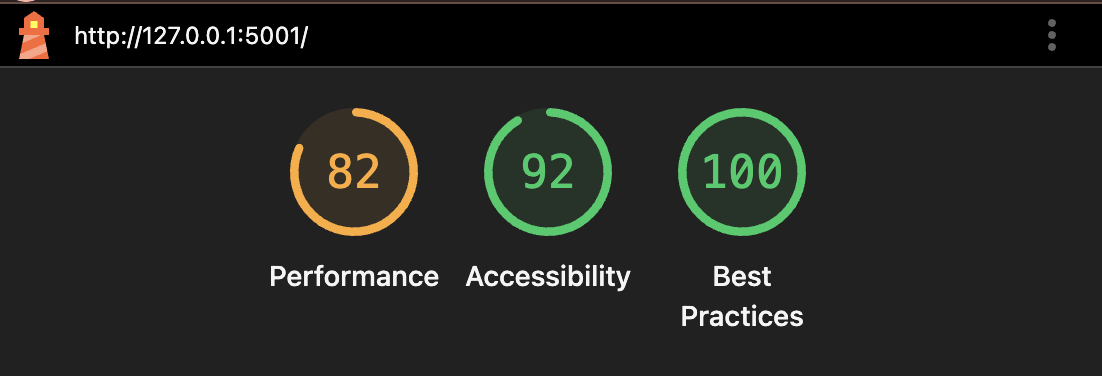 http://127.0.0.1:5001/
82
92
100
Performance
Accessibility
Best
Practices